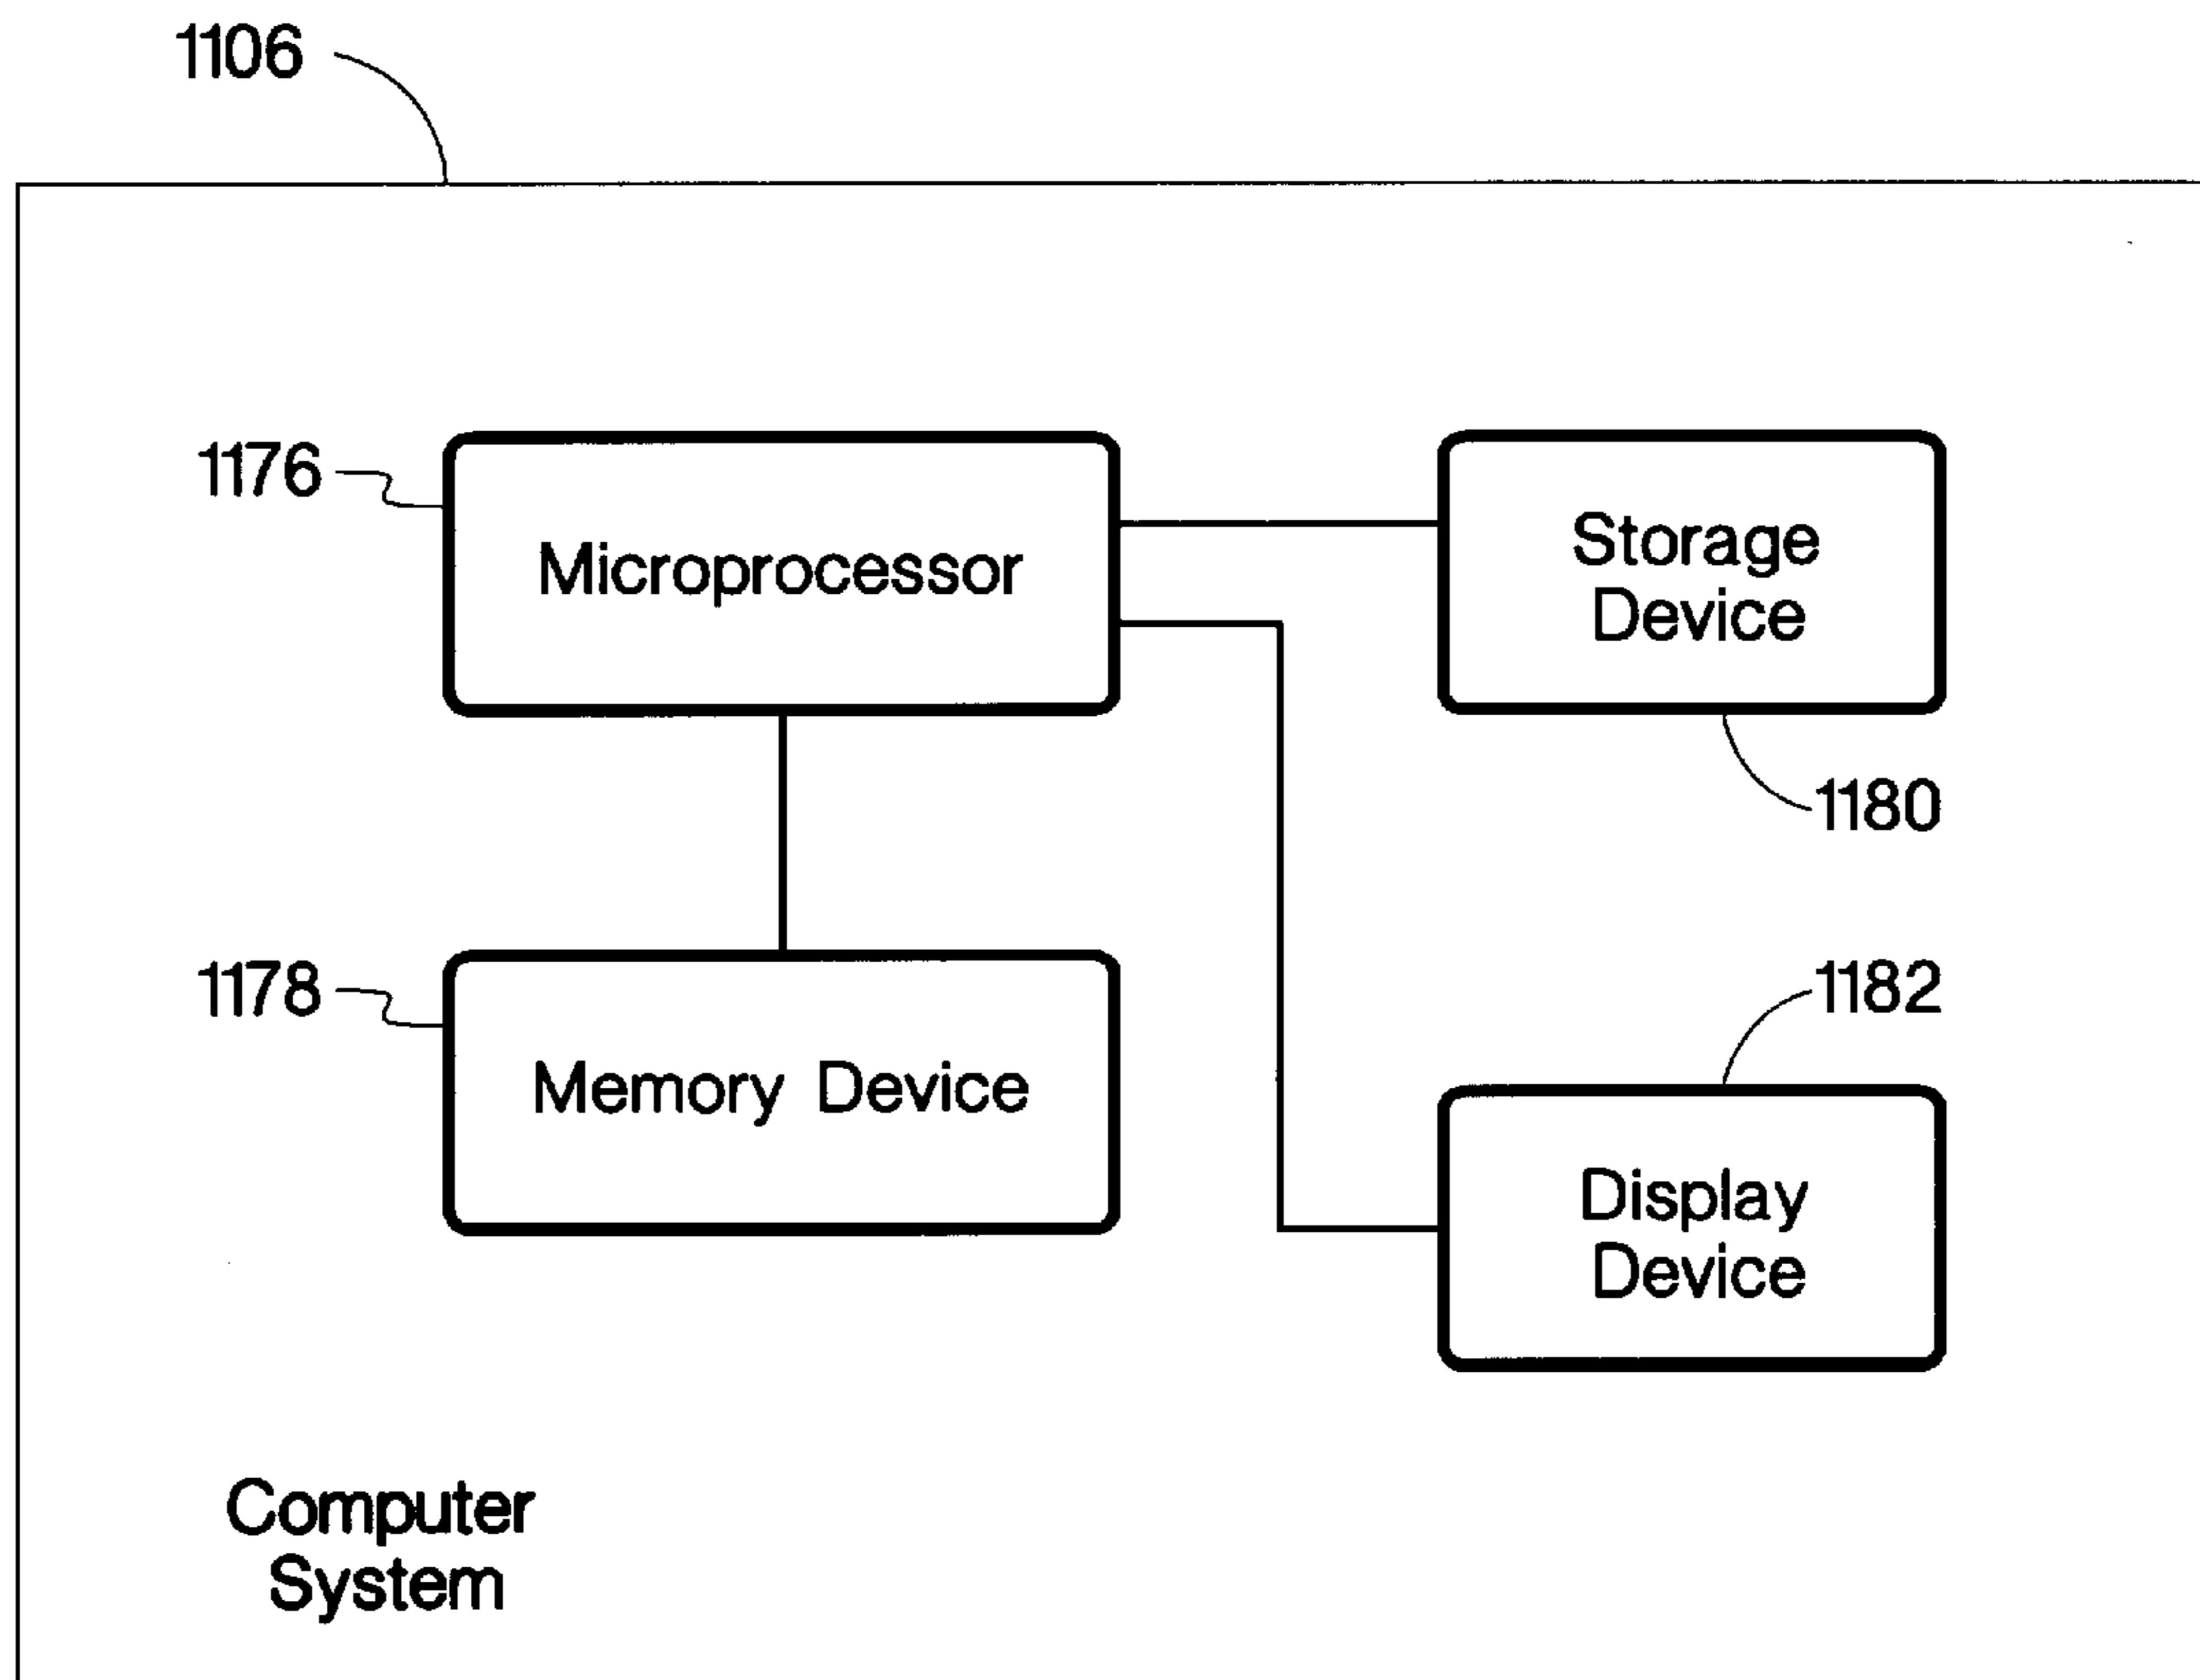 1106
1176
Microprocessor
Storage
Device
1180
1178
Memory Device
1182
Display
Device
Computer
System